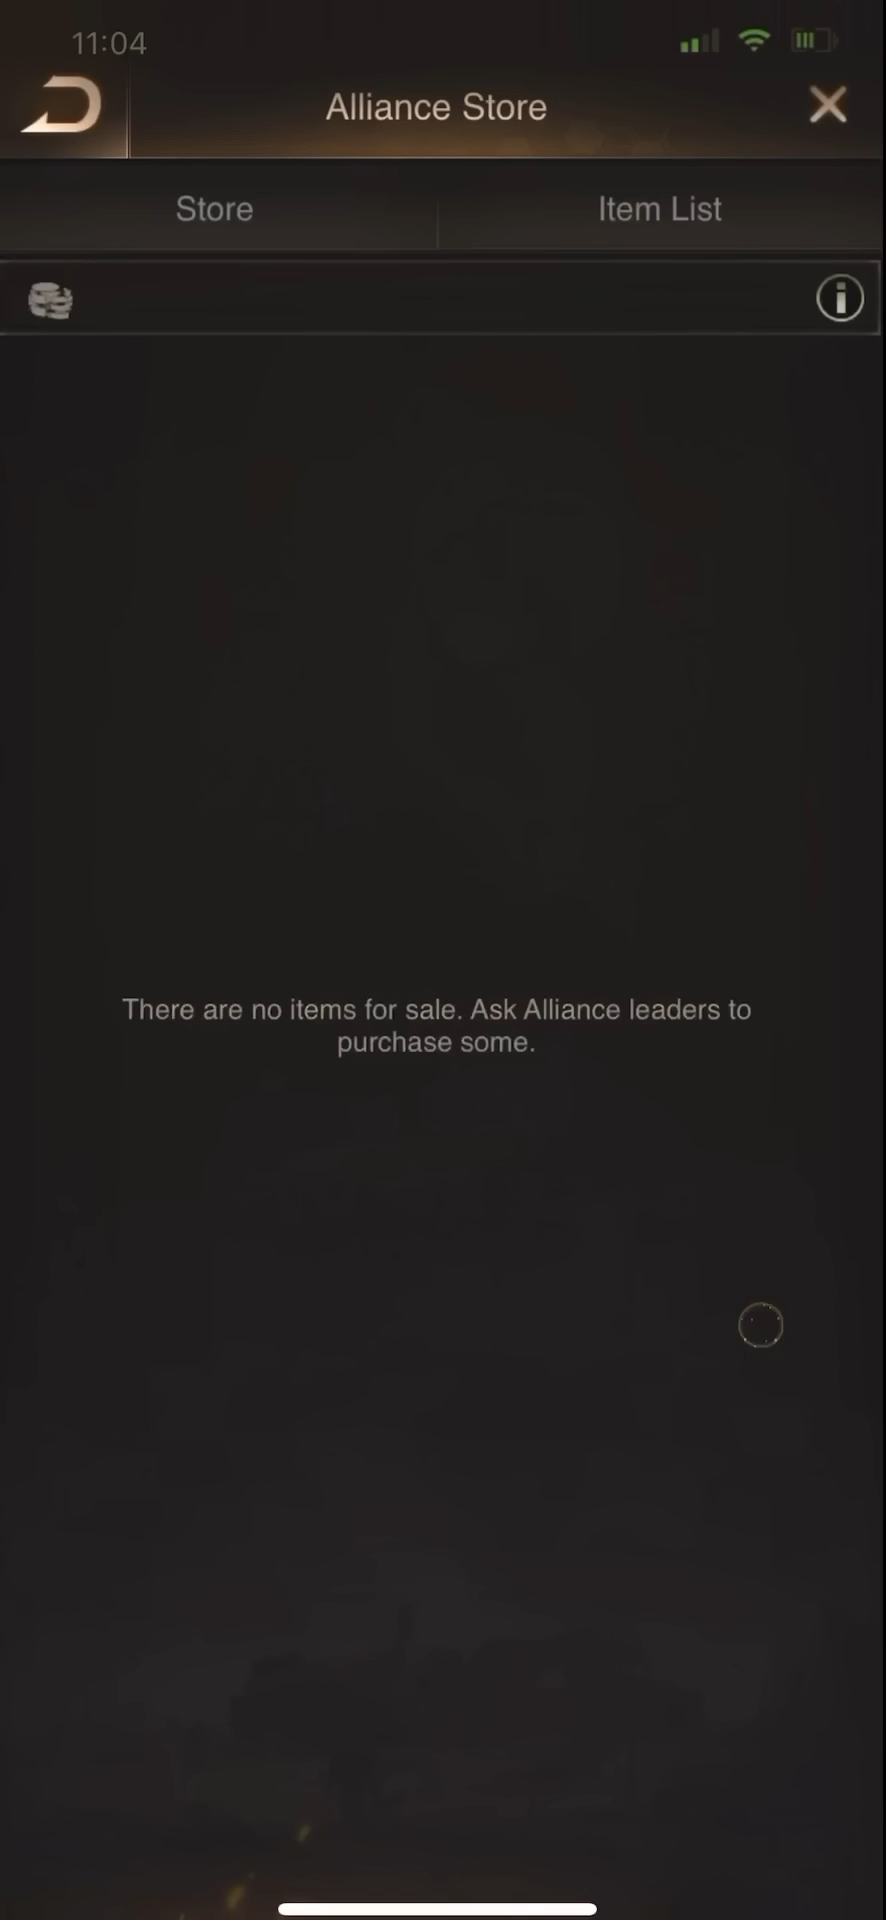 11:04
Alliance Store
Store
Item List
There are no items for sale. Ask Alliance leaders to
purchase some.